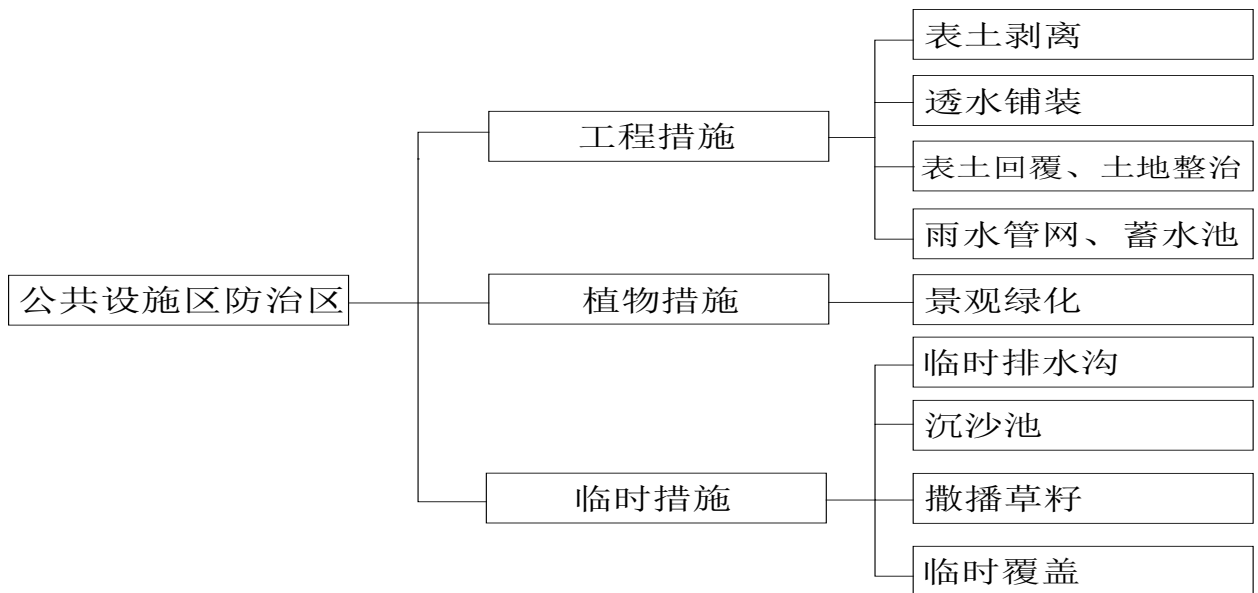 表土剥离
透水铺装
工程措施
表土回覆、土地整治
雨水管网、蓄水池
公共设施区防治区
植物措施
景观绿化
临时排水沟
沉沙池
临时措施
撒播草籽
临时覆盖